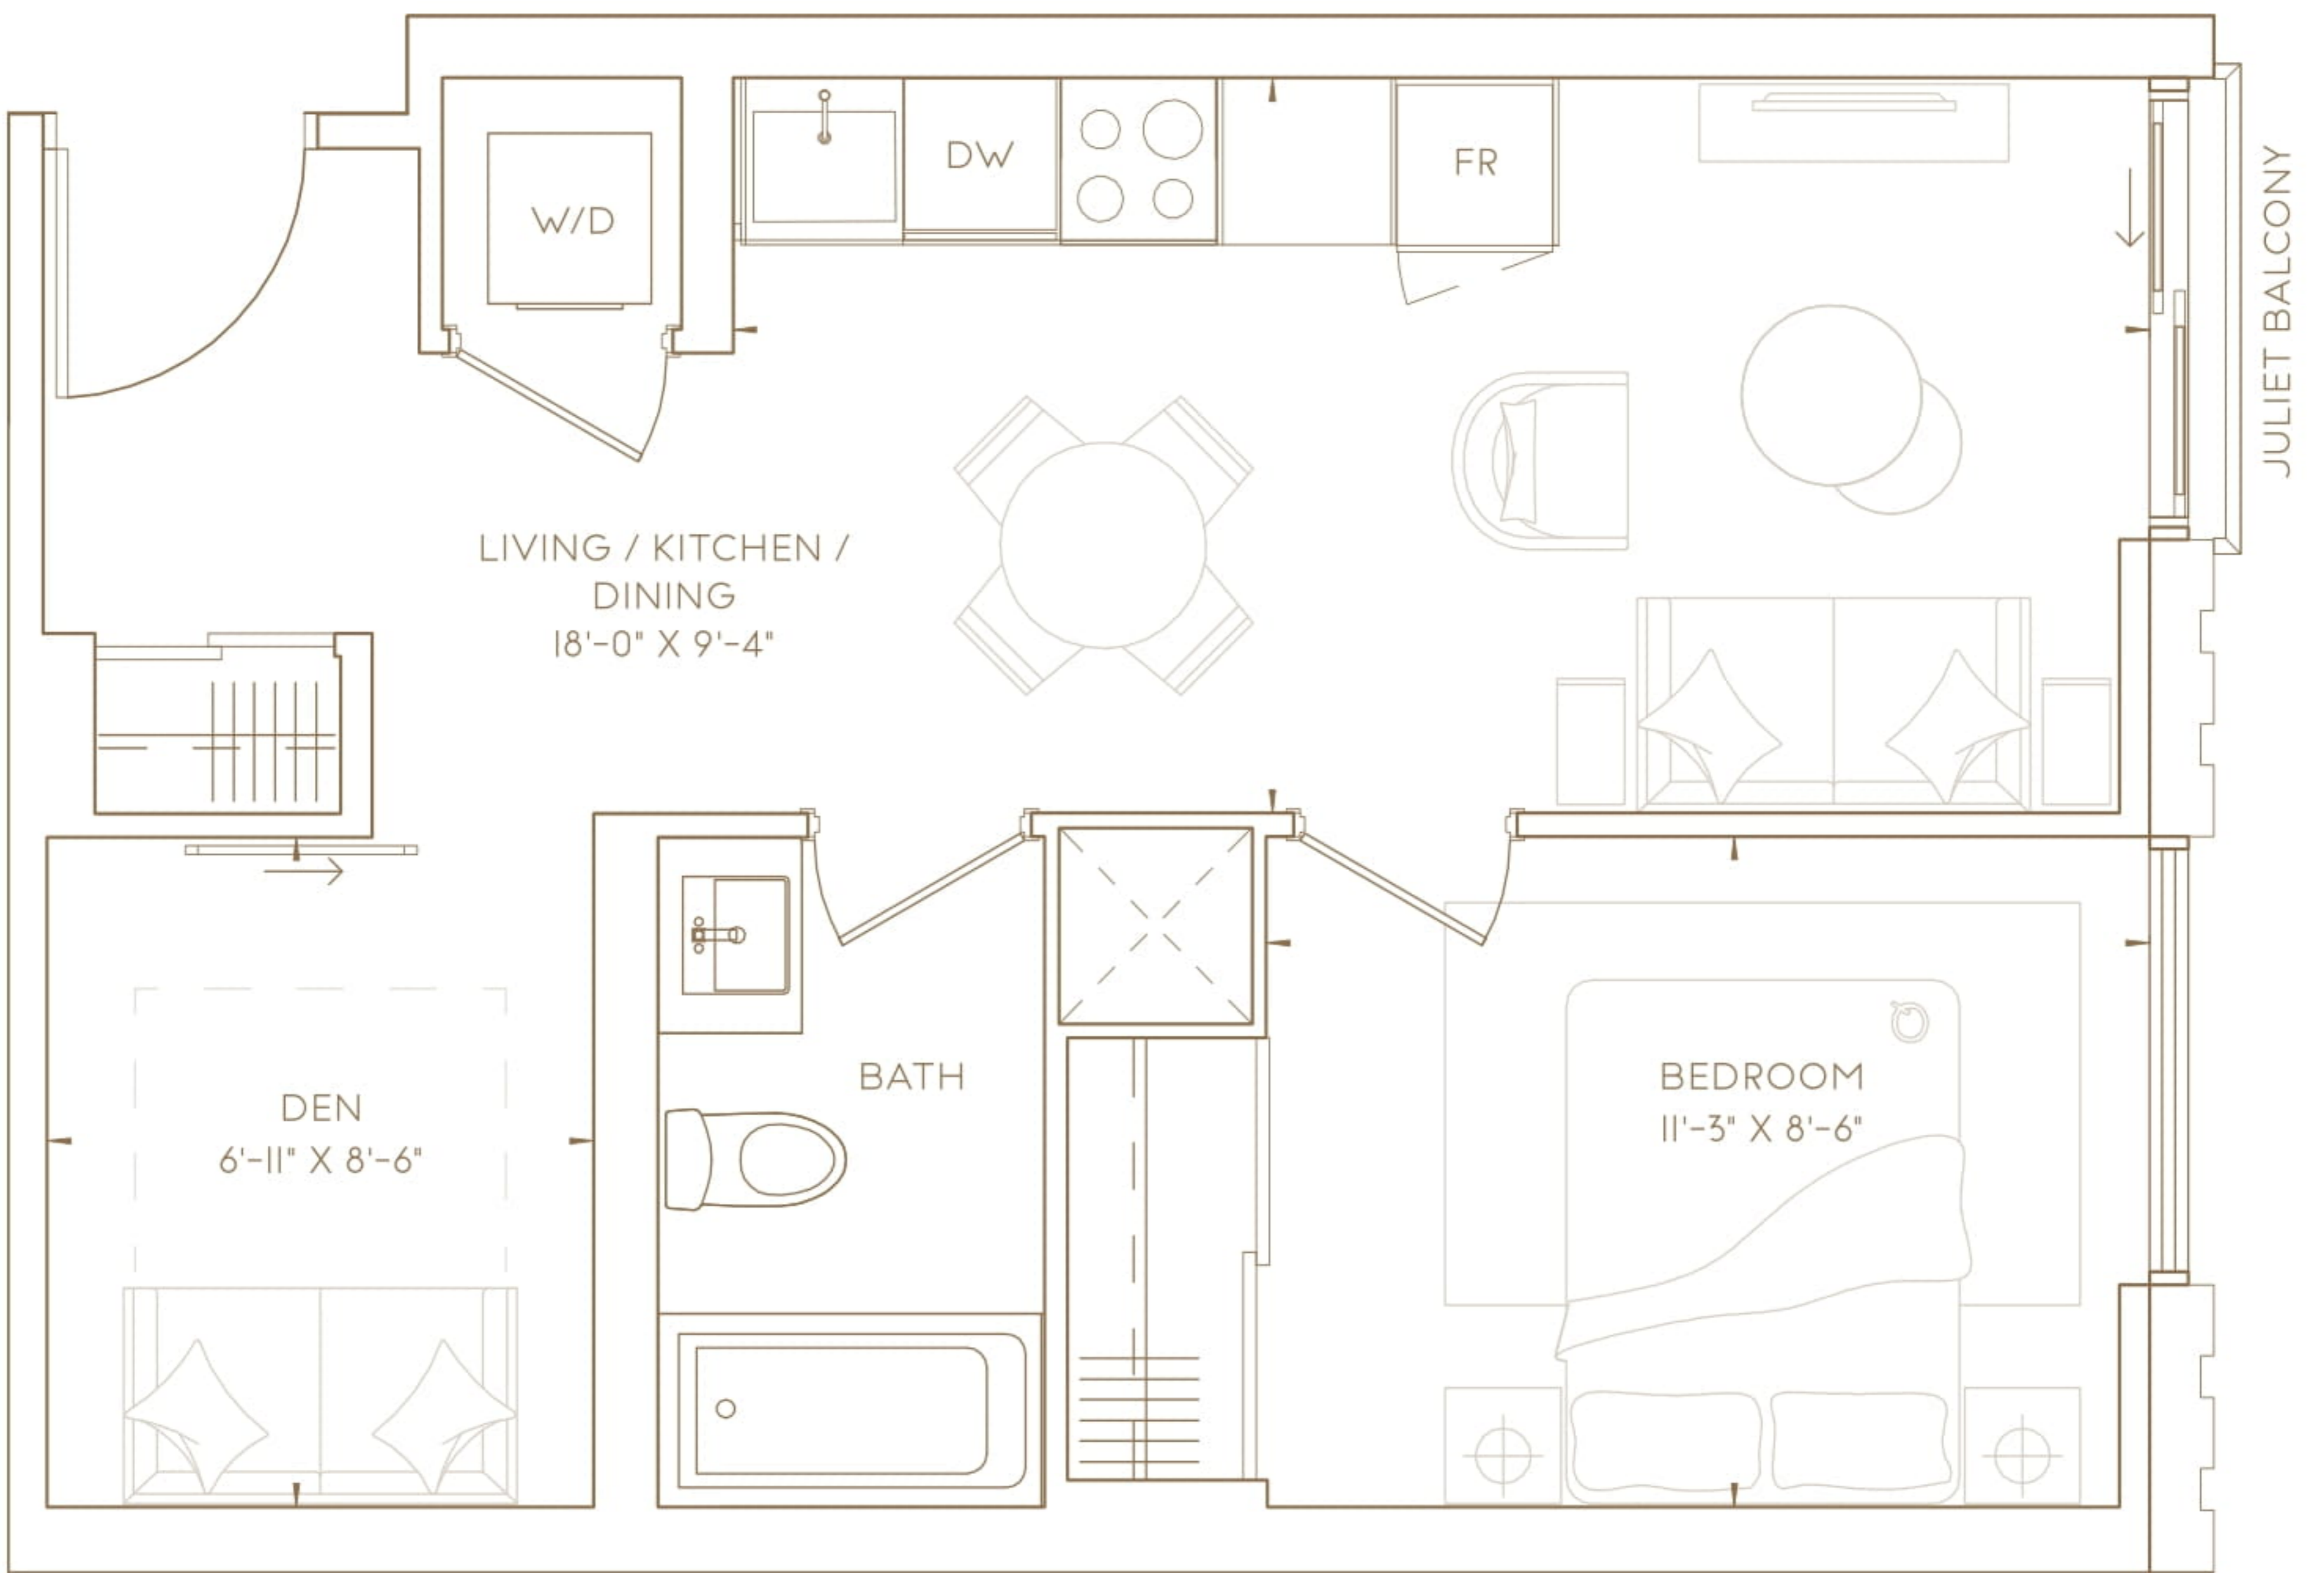 W/D
DW
FR
JULIET BALCONY
LIVING / KITCHEN /
DINING
18'-0" X 9'-4"
DEN
6'-11" X 8'-6"
BATH
BEDROOM
11'-3" X 8'-6"